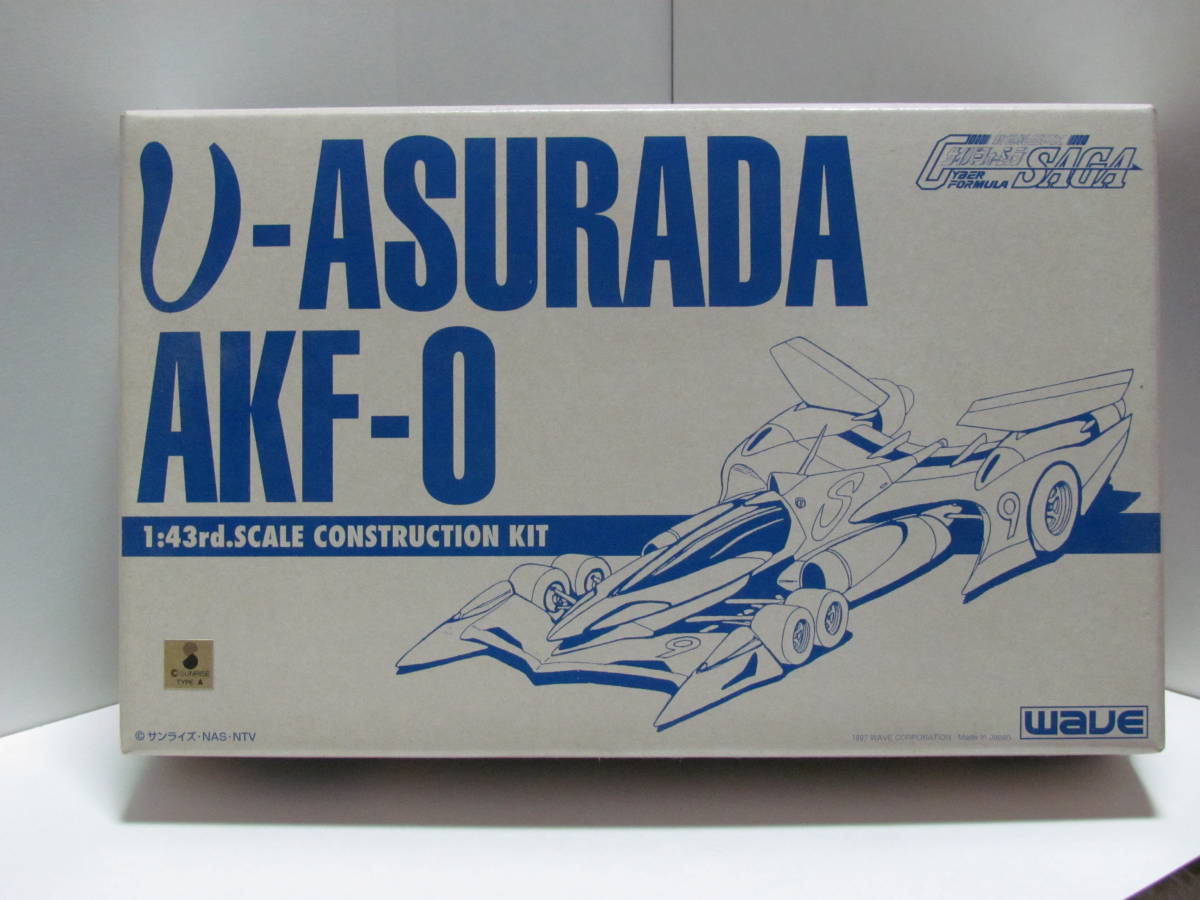 ν-ASURADA
CYBER FORMULA SAGA
AKF-0
1:43rd.SCALE CONSTRUCTION KIT
S
9
9
©SUNRISE
TYPE A
© サンライズ・NAS・NTV
1997 WAVE CORPORATION Made in Japan
wave